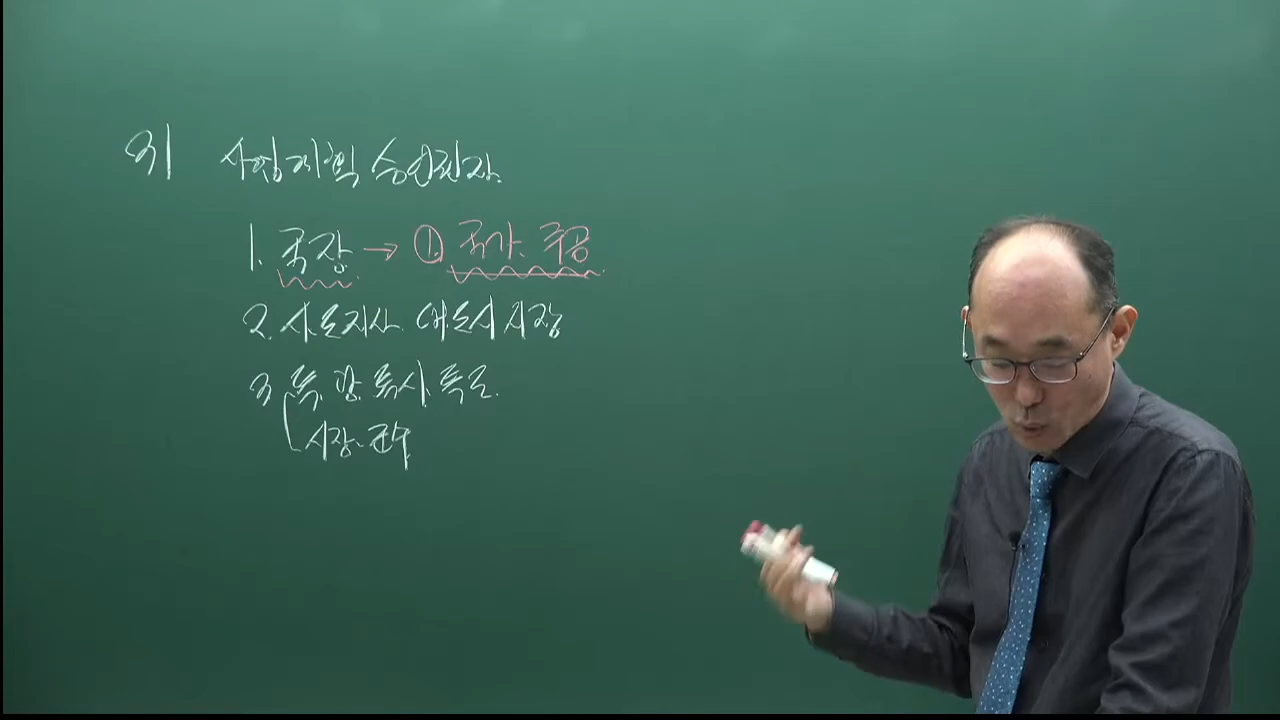 3| 사업계획 승인권자
1. 국장 → ① 국가. 주공
2. 시·도지사. 대도시 시장
3. 특. 광. 특시. 특도
시장·군수